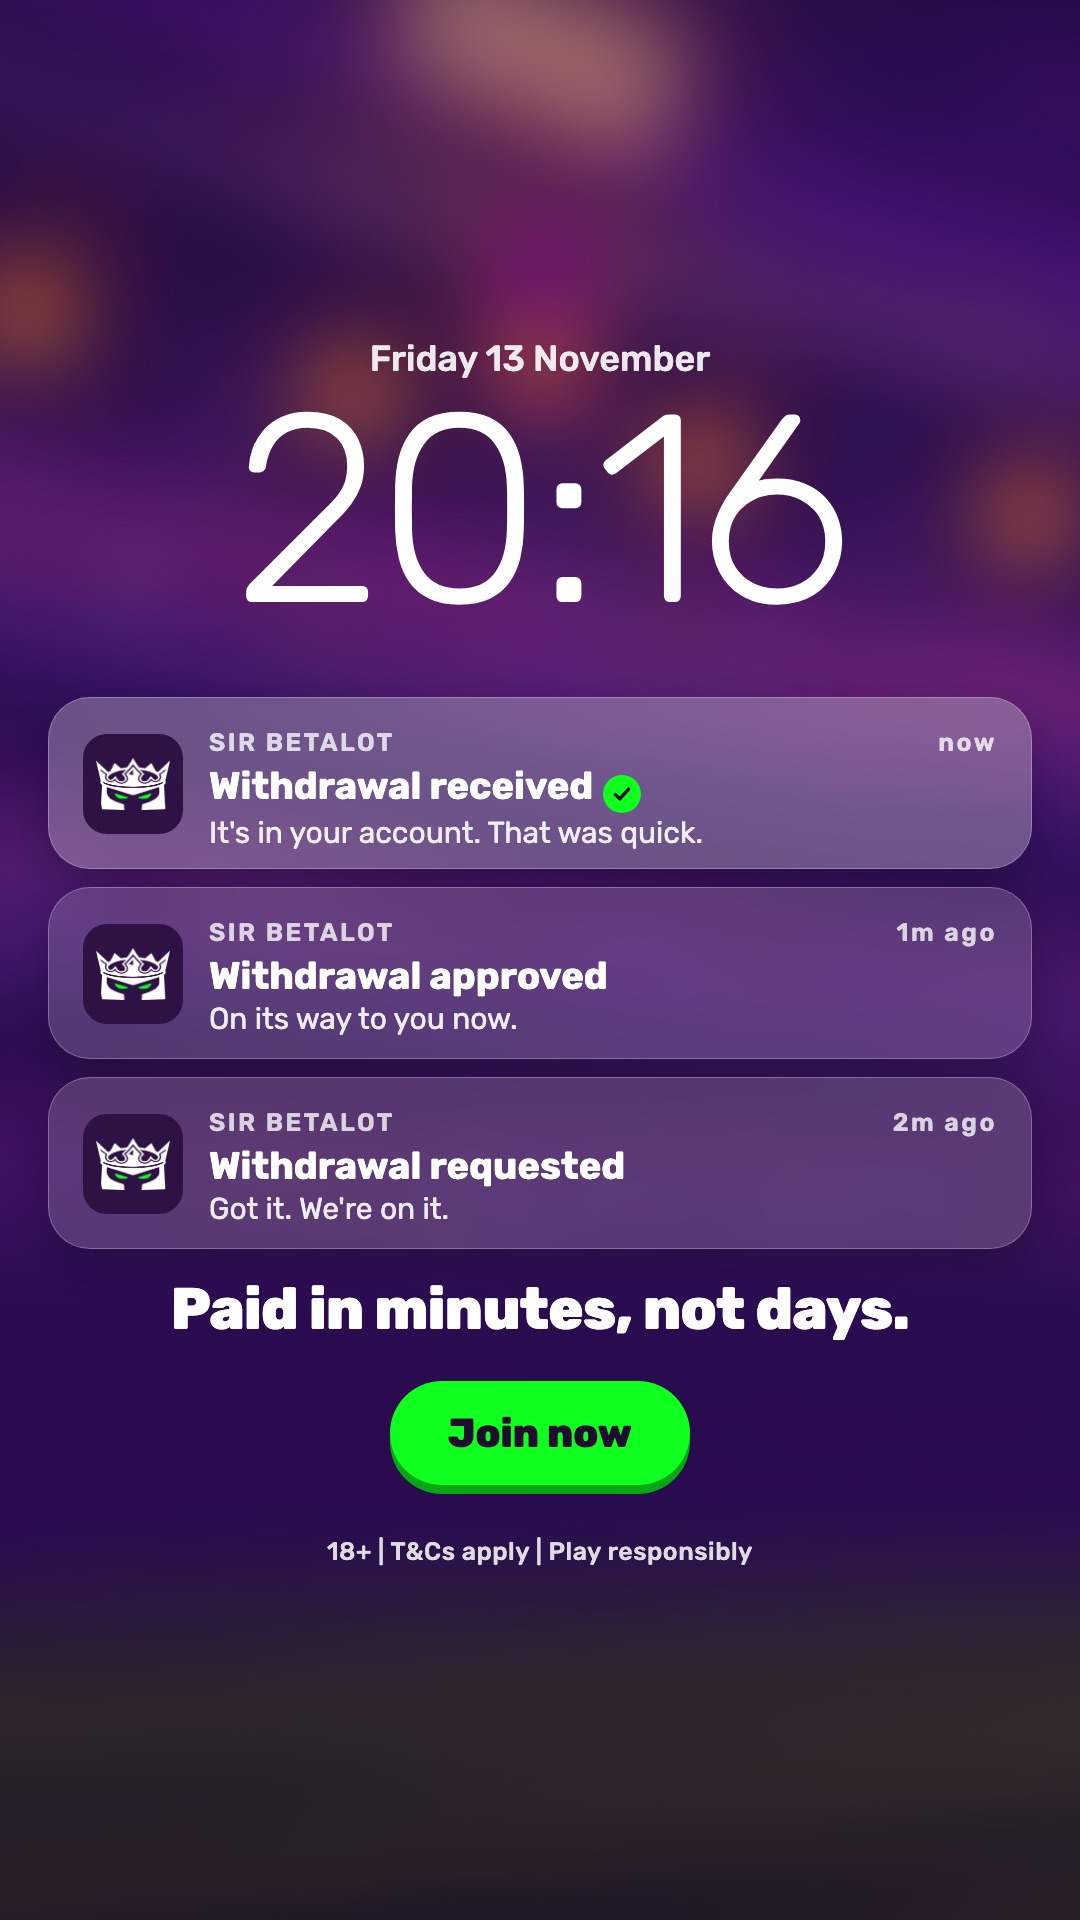 Friday 13 November
20:16
SIR BETALOT
now
Withdrawal received
It's in your account. That was quick.
SIR BETALOT
1m ago
Withdrawal approved
On its way to you now.
SIR BETALOT
2m ago
Withdrawal requested
Got it. We're on it.
Paid in minutes, not days.
Join now
18+ | T&Cs apply | Play responsibly